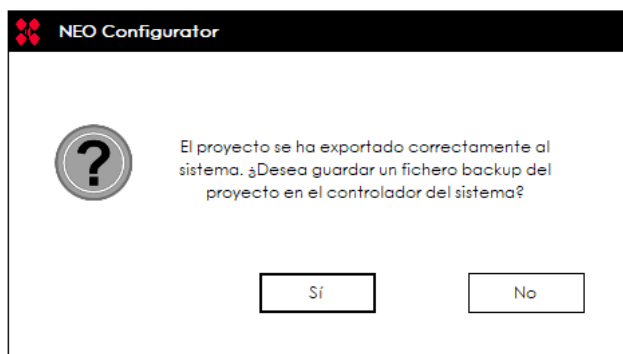 NEO Configurator
El proyecto se ha exportado correctamente al
sistema. ¿Desea guardar un fichero backup del
proyecto en el controlador del sistema?
Sí
No